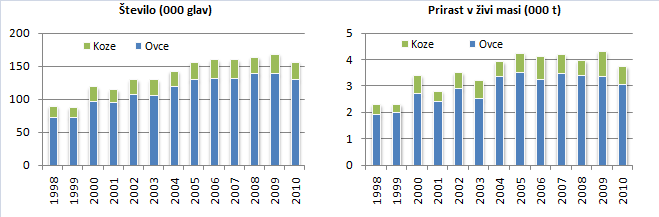 Število (000 glav)
Koze Ovce
200
150
100
50
0
1998 1999 2000 2001 2002 2003 2004 2005 2006 2007 2008 2009 2010
Prirast v živi masi (000 t)
Koze Ovce
5
4
3
2
1
0
1998 1999 2000 2001 2002 2003 2004 2005 2006 2007 2008 2009 2010